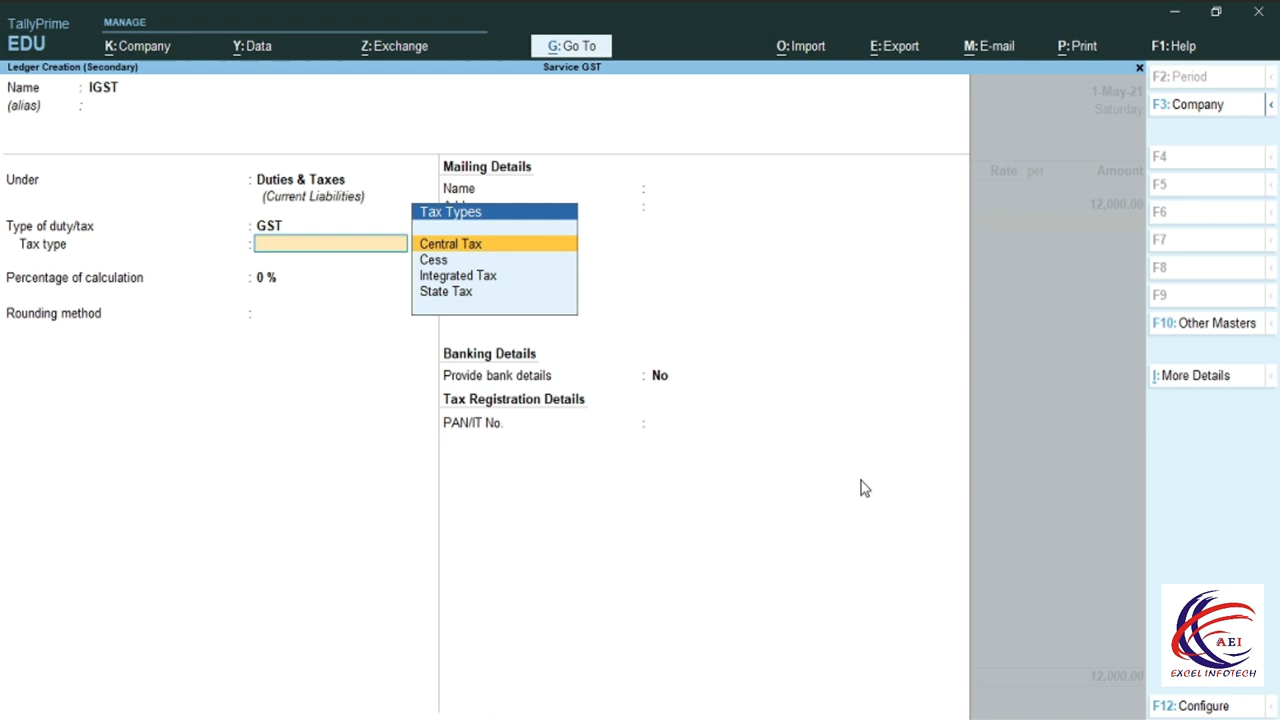 TallyPrime
EDU
MANAGE
K: Company
Y: Data
Z: Exchange
G: Go To
O: Import
E: Export
M: E-mail
P: Print
F1: Help
Ledger Creation (Secondary)
Sarvice GST
x
Name : IGST
(alias) :
Under : Duties & Taxes
(Current Liabilities)
Type of duty/tax : GST
Tax type :
Percentage of calculation : 0 %
Rounding method :
Mailing Details
Name :
:
Tax Types
Central Tax
Cess
Integrated Tax
State Tax
Banking Details
Provide bank details : No
Tax Registration Details
PAN/IT No. :
1-May-21
Saturday
Rate per Amount
12,000.00
12,000.00
F2: Period
F3: Company
F4
F5
F6
F7
F8
F9
F10: Other Masters
I: More Details
F12: Configure
AEI
EXCEL INFOTECH